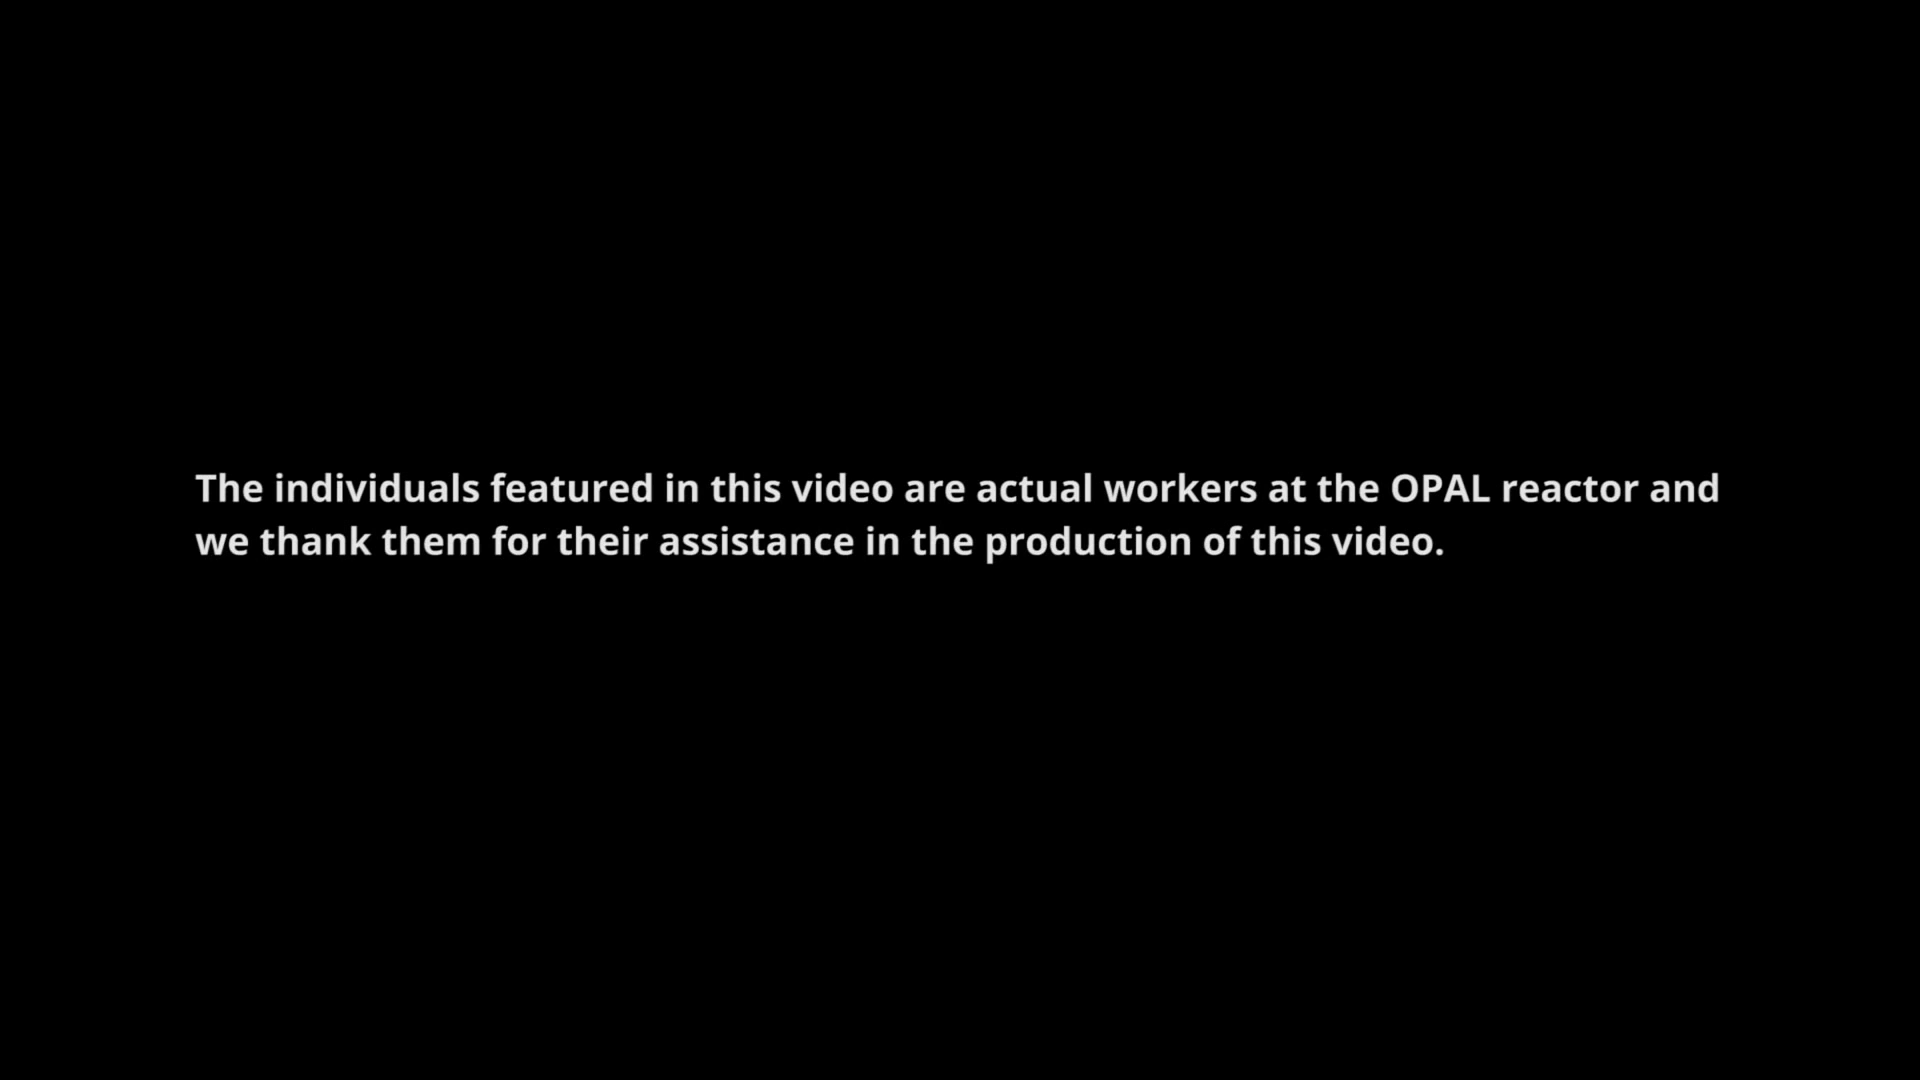 The individuals featured in this video are actual workers at the OPAL reactor and
we thank them for their assistance in the production of this video.